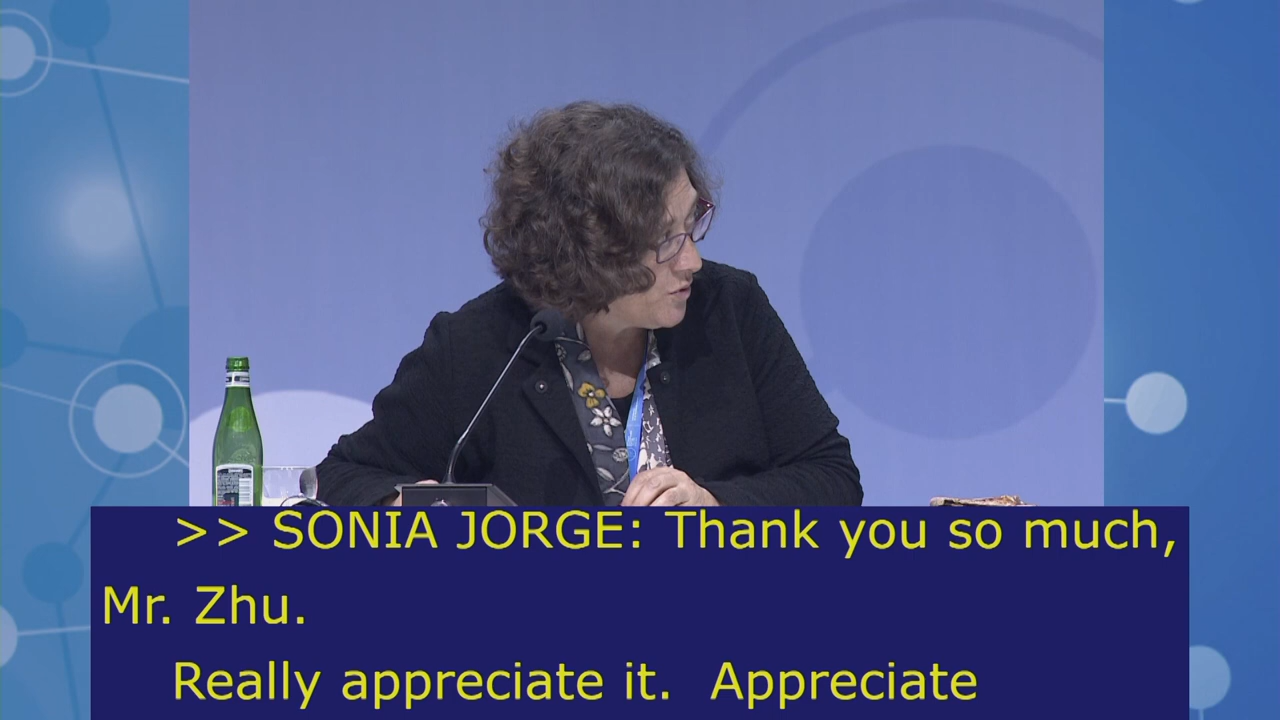 >> SONIA JORGE: Thank you so much,
Mr. Zhu.
Really appreciate it.  Appreciate